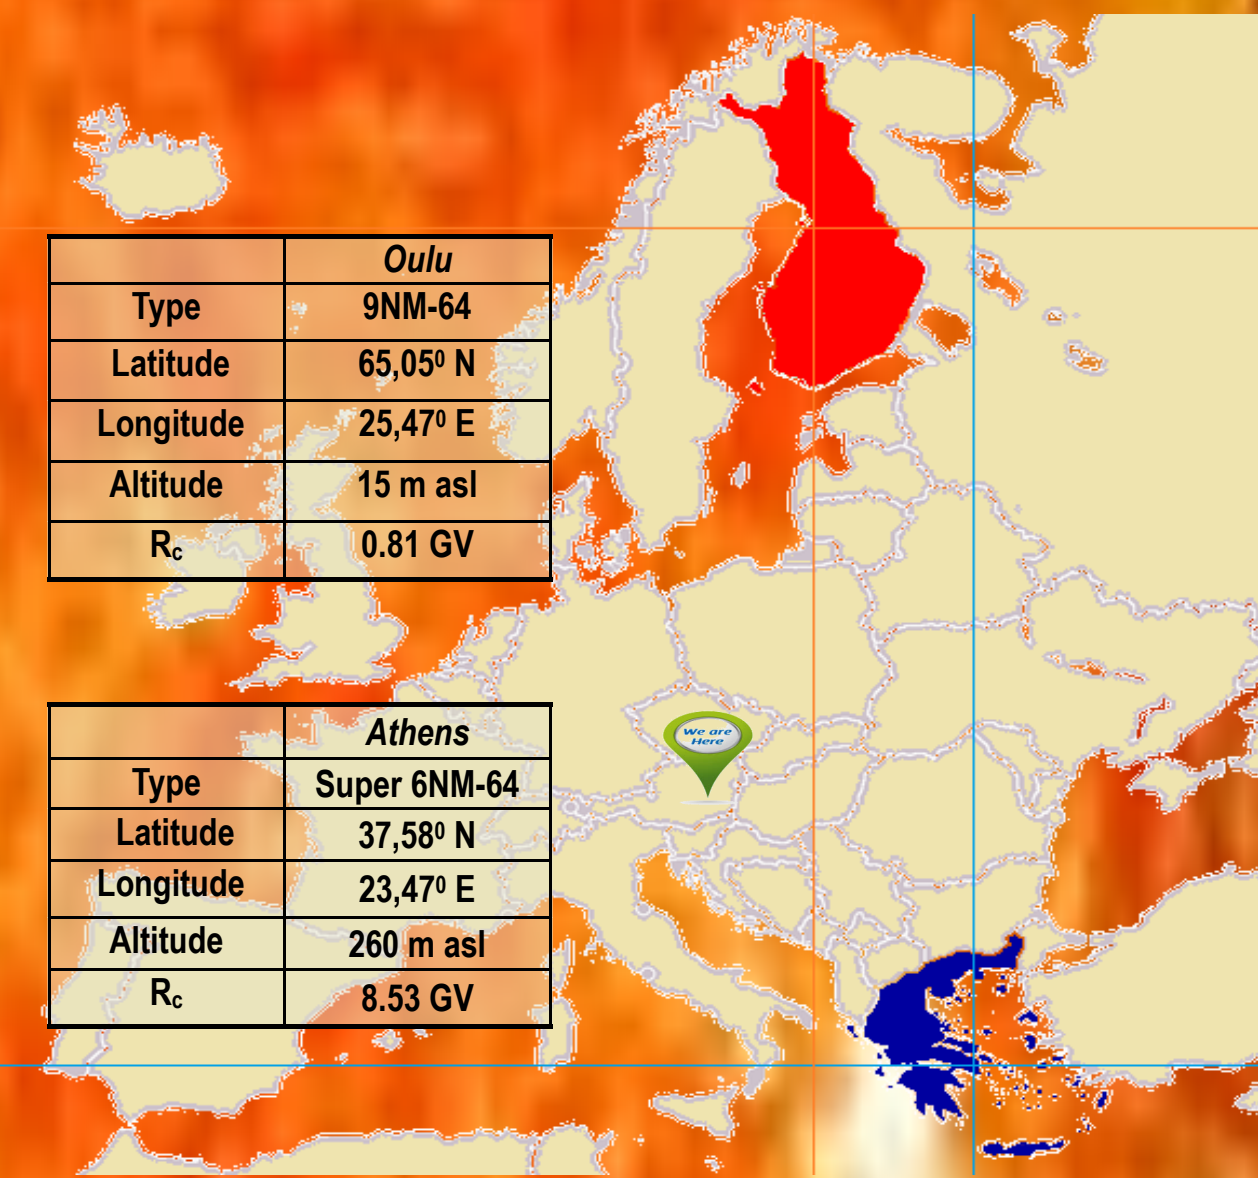 Oulu
Type 9NM-64
Latitude 65,05⁰ N
Longitude 25,47⁰ E
Altitude 15 m asl
Rc 0.81 GV
We are
Here
Athens
Type Super 6NM-64
Latitude 37,58⁰ N
Longitude 23,47⁰ E
Altitude 260 m asl
Rc 8.53 GV